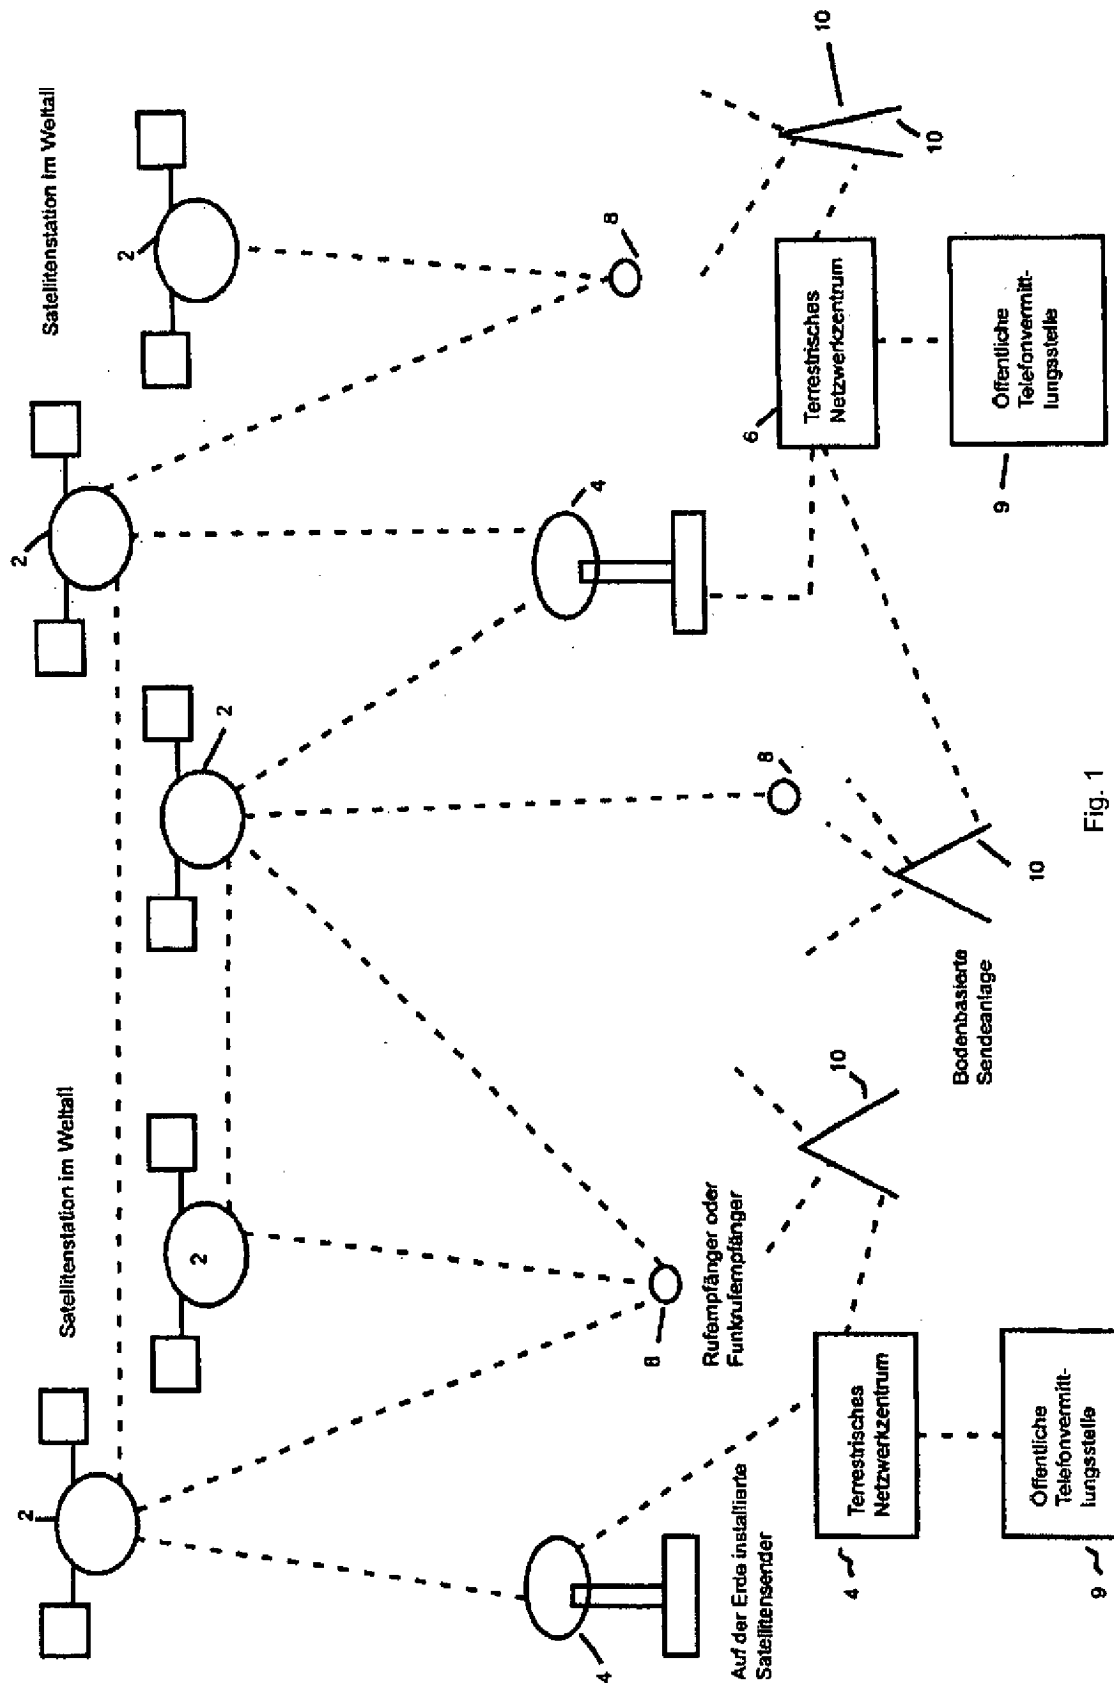 2
2
Satellitenstation im Weltall
Satellitenstation im Weltall
2
2
2
4
4
8
8
Rufempfänger oder
Funkrufempfänger
Auf der Erde installierte
Satellitensender
6
8
10
Terrestrisches
Netzwerkzentrum
10
4
Terrestrisches
Netzwerkzentrum
10
Bodenbasierte
Sendeanlage
9
Öffentliche
Telefonvermitt-
lungsstelle
10
9
Öffentliche
Telefonvermitt-
lungsstelle
Fig. 1